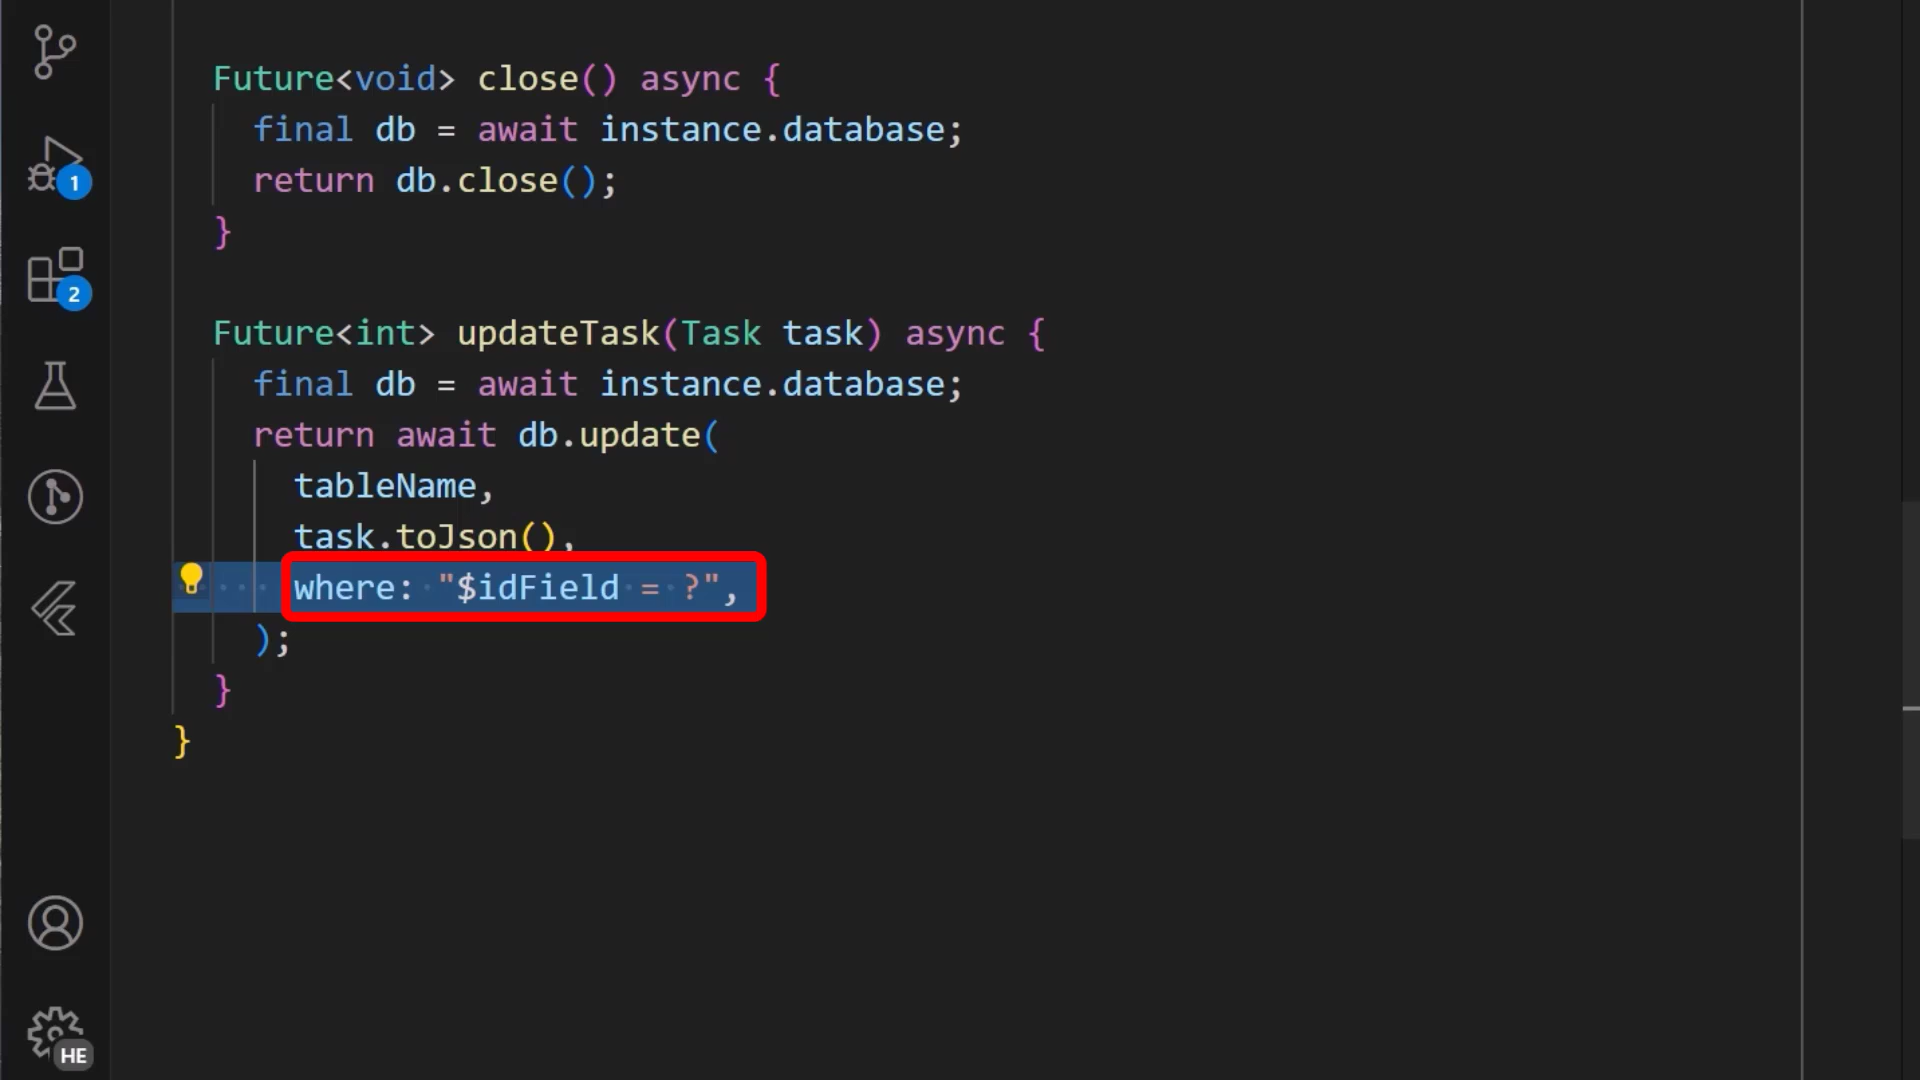 Future<void> close() async {
final db = await instance.database;
return db.close();
}
1
2
Future<int> updateTask(Task task) async {
final db = await instance.database;
return await db.update(
tableName,
task.toJson(),
where: "$idField = ?",
);
}
}
HE